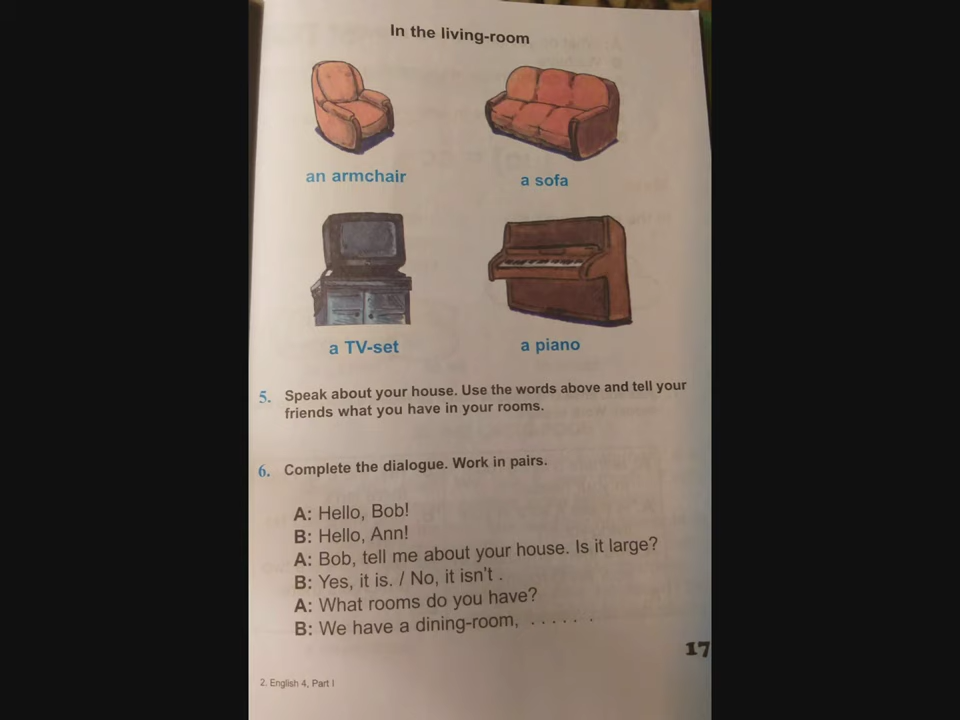 In the living-room
an armchair
a sofa
a TV-set
a piano
5. Speak about your house. Use the words above and tell your
friends what you have in your rooms.
6. Complete the dialogue. Work in pairs.
A: Hello, Bob!
B: Hello, Ann!
A: Bob, tell me about your house. Is it large?
B: Yes, it is. / No, it isn't .
A: What rooms do you have?
B: We have a dining-room, . . . . . .
17
2. English 4, Part I